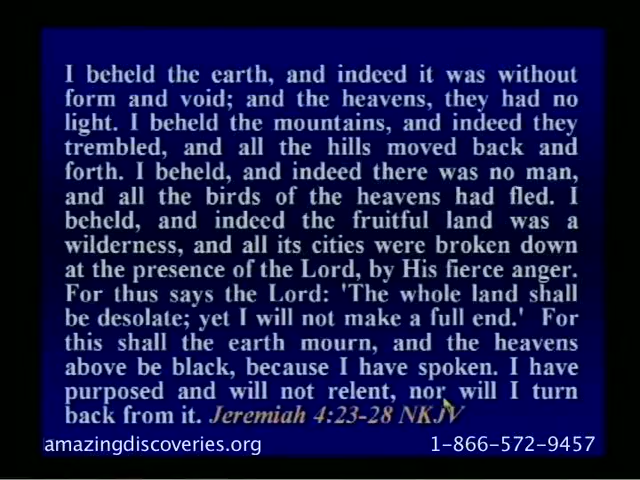 I beheld the earth, and indeed it was without
form and void; and the heavens, they had no
light. I beheld the mountains, and indeed they
trembled, and all the hills moved back and
forth. I beheld, and indeed there was no man,
and all the birds of the heavens had fled. I
beheld, and indeed the fruitful land was a
wilderness, and all its cities were broken down
at the presence of the Lord, by His fierce anger.
For thus says the Lord: 'The whole land shall
be desolate; yet I will not make a full end.' For
this shall the earth mourn, and the heavens
above be black, because I have spoken. I have
purposed and will not relent, nor will I turn
back from it. Jeremiah 4:23-28 NKJV
amazingdiscoveries.org 1-866-572-9457